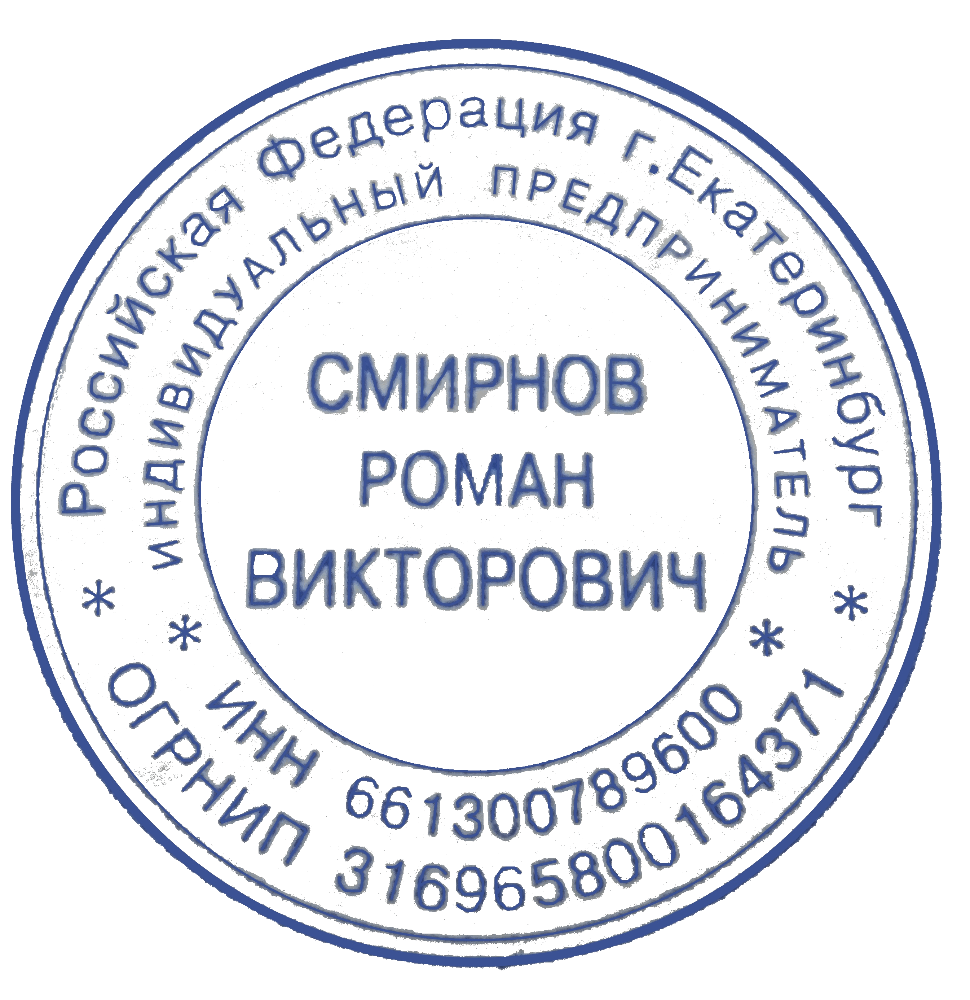 Российская Федерация г.Екатеринбург
ИНДИВИДУАЛЬНЫЙ ПРЕДПРИНИМАТЕЛЬ
СМИРНОВ
РОМАН
ВИКТОРОВИЧ
* *
* *
ИНН 661300789600
ОГРНИП 316965800164371